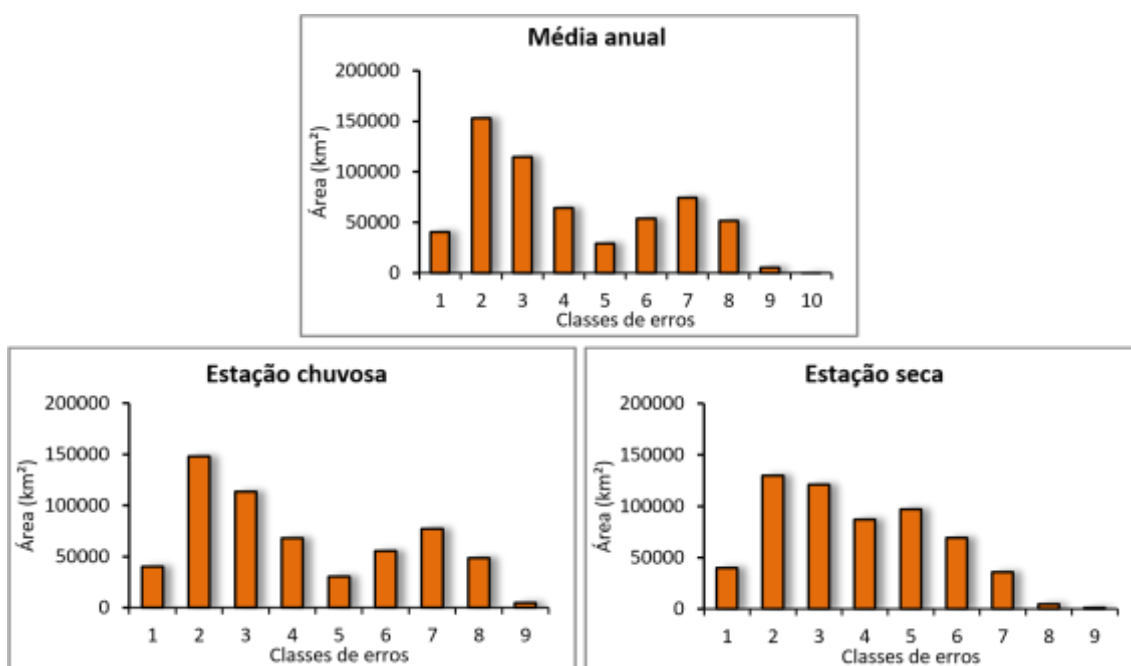 Média anual
200000
150000
100000
50000
0
Área (km²)
1 2 3 4 5 6 7 8 9 10
Classes de erros
Estação chuvosa
200000
150000
100000
50000
0
Área (km²)
1 2 3 4 5 6 7 8 9
Classes de erros
Estação seca
200000
150000
100000
50000
0
Área (km²)
1 2 3 4 5 6 7 8 9
Classes de erros